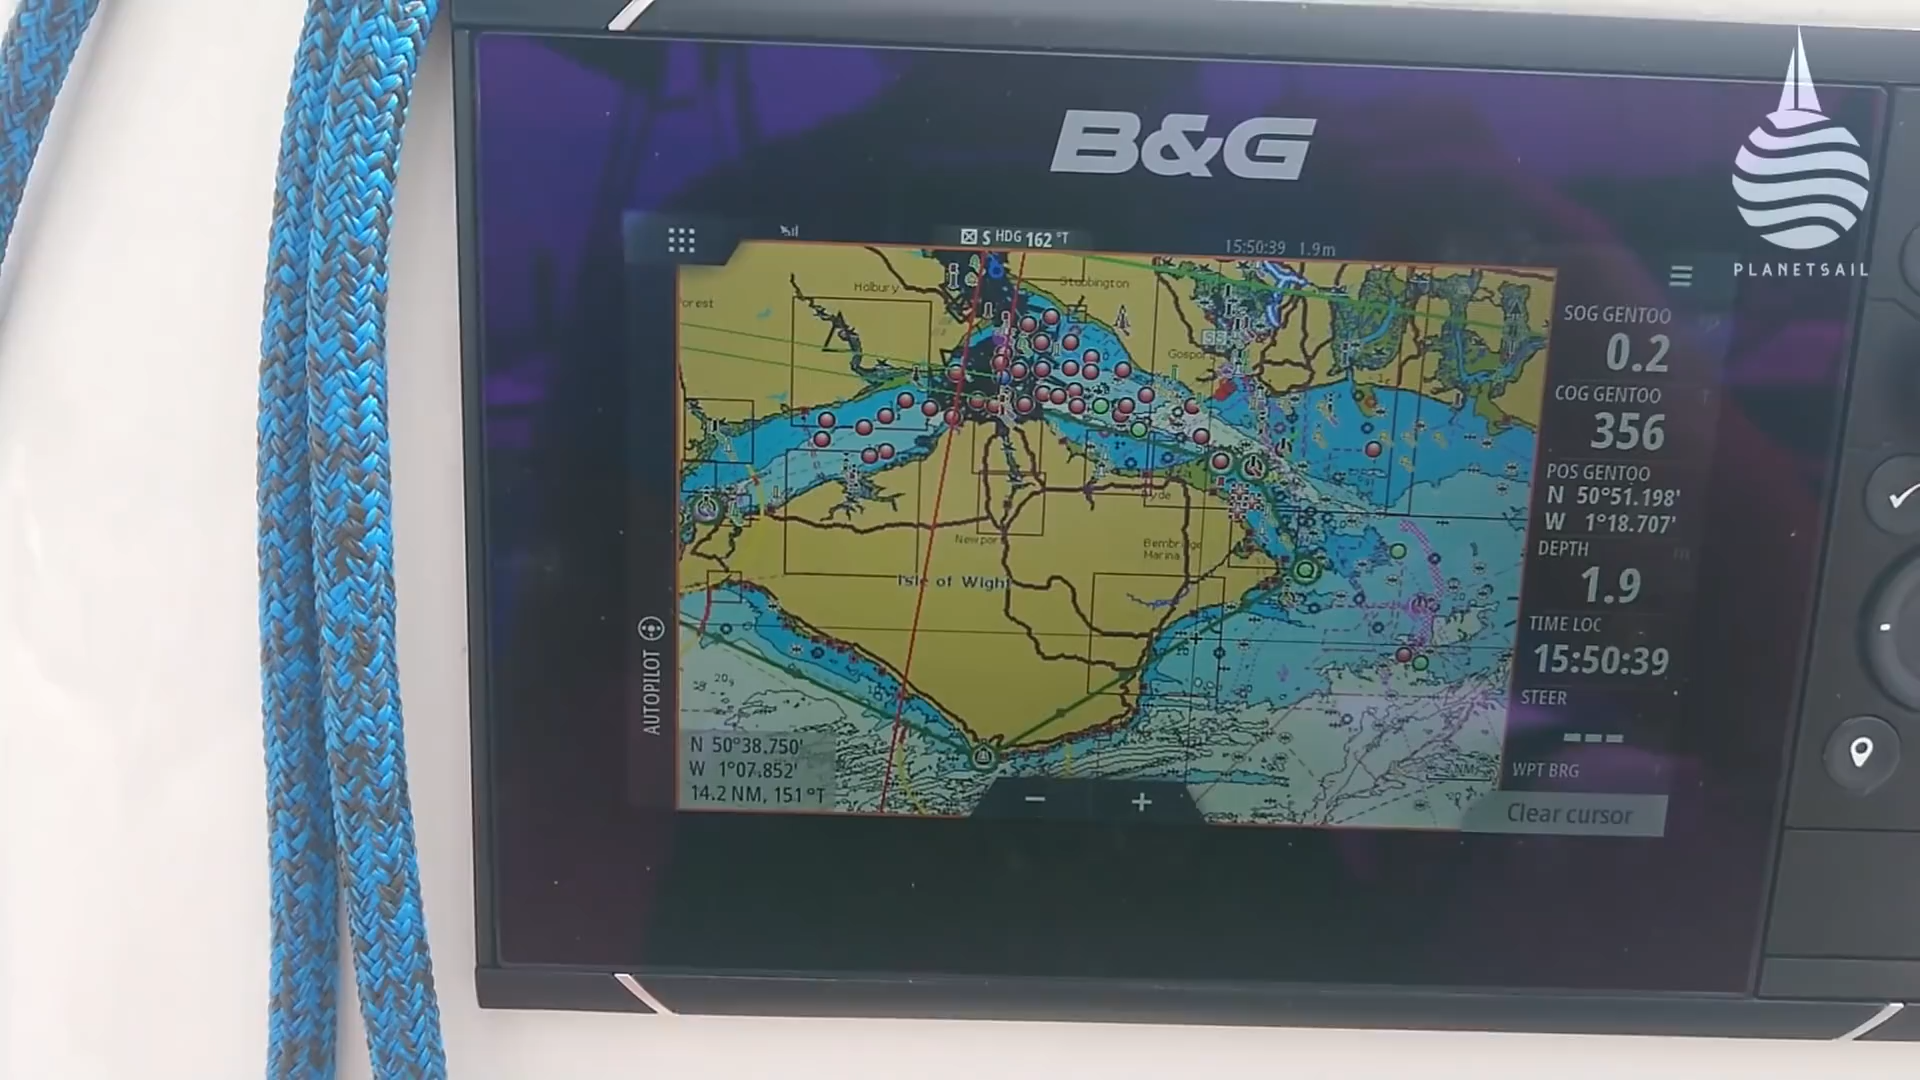 B&G
PLANETSAIL
S HDG 162 °T
15:50:39 1.9m
Holbury
Stubbington
orest
Gospor
SOG GENTOO
0.2
COG GENTOO
356
POS GENTOO
N 50°51.198'
W 1°18.707'
DEPTH
1.9
TIME LOC
15:50:39
STEER
---
WPT BRG
Clear cursor
Ryde
Newport
Bembridge
Marina
Isle of Wight
AUTOPILOT
20s
N 50°38.750'
W 1°07.852'
14.2 NM, 151 °T
- +